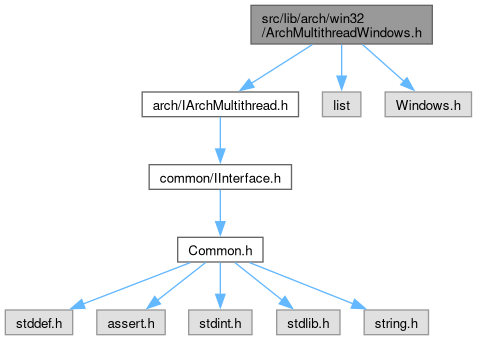 src/lib/arch/win32
/ArchMultithreadWindows.h
arch/IArchMultithread.h
list
Windows.h
common/IInterface.h
Common.h
stddef.h
assert.h
stdint.h
stdlib.h
string.h